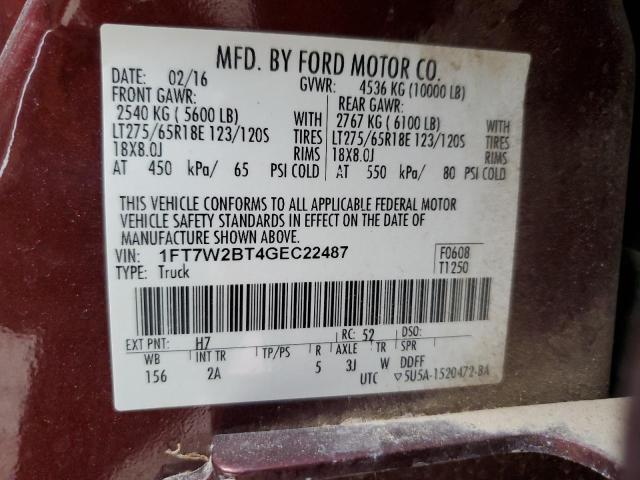 MFD. BY FORD MOTOR CO.
DATE: 02/16 GVWR: 4536 KG (10000 LB)
FRONT GAWR: REAR GAWR:
2540 KG ( 5600 LB) WITH 2767 KG ( 6100 LB) WITH
LT275/65R18E 123/120S TIRES LT275/65R18E 123/120S TIRES
18X8.0J RIMS 18X8.0J RIMS
AT 450 kPa/ 65 PSI COLD AT 550 kPa/ 80 PSI COLD
THIS VEHICLE CONFORMS TO ALL APPLICABLE FEDERAL MOTOR
VEHICLE SAFETY STANDARDS IN EFFECT ON THE DATE OF
MANUFACTURE SHOWN ABOVE.
VIN: 1FT7W2BT4GEC22487 F0608
TYPE: Truck T1250
EXT PNT: H7 RC: 52 DSO:
WB INT TR TP/PS R AXLE TR SPR
156 2A 5 3J W DDFF
UTC ▽5U5A-1520472-BA